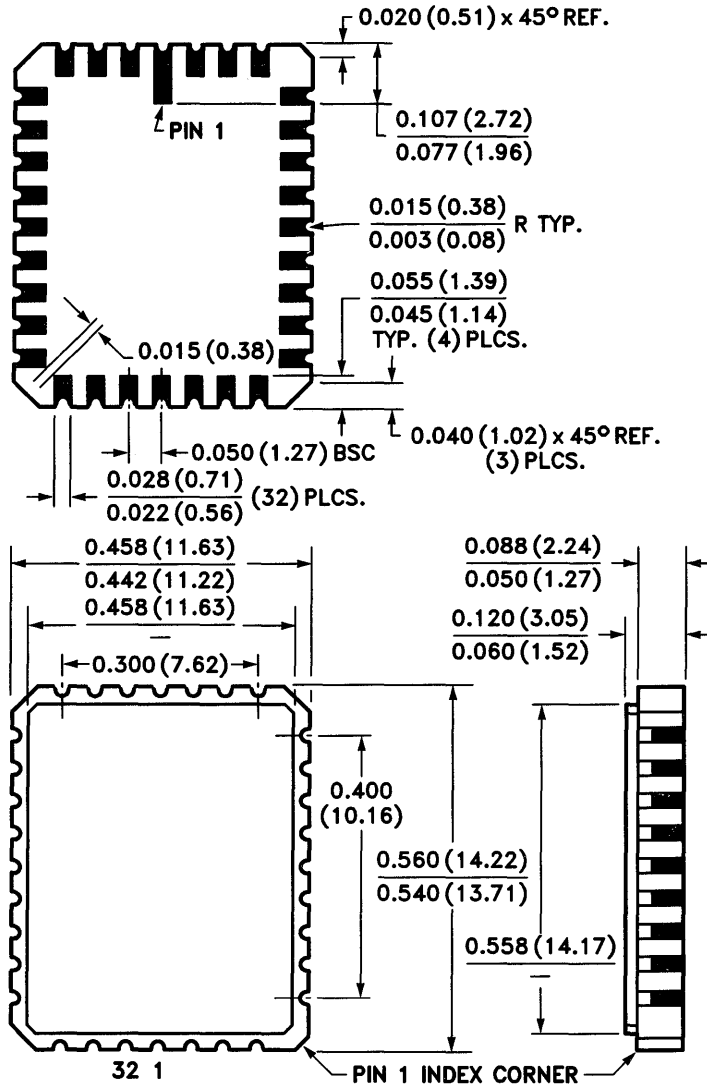 0.020 (0.51) x 45° REF.
PIN 1
0.107 (2.72)
0.077 (1.96)
0.015 (0.38)
0.003 (0.08)
R TYP.
0.055 (1.39)
0.045 (1.14)
TYP. (4) PLCS.
0.015 (0.38)
0.040 (1.02) x 45° REF.
(3) PLCS.
0.050 (1.27) BSC
0.028 (0.71)
0.022 (0.56)
(32) PLCS.
0.458 (11.63)
0.442 (11.22)
0.458 (11.63)
—
0.300 (7.62)
0.088 (2.24)
0.050 (1.27)
0.120 (3.05)
0.060 (1.52)
0.400
(10.16)
0.560 (14.22)
0.540 (13.71)
0.558 (14.17)
—
32 1
PIN 1 INDEX CORNER